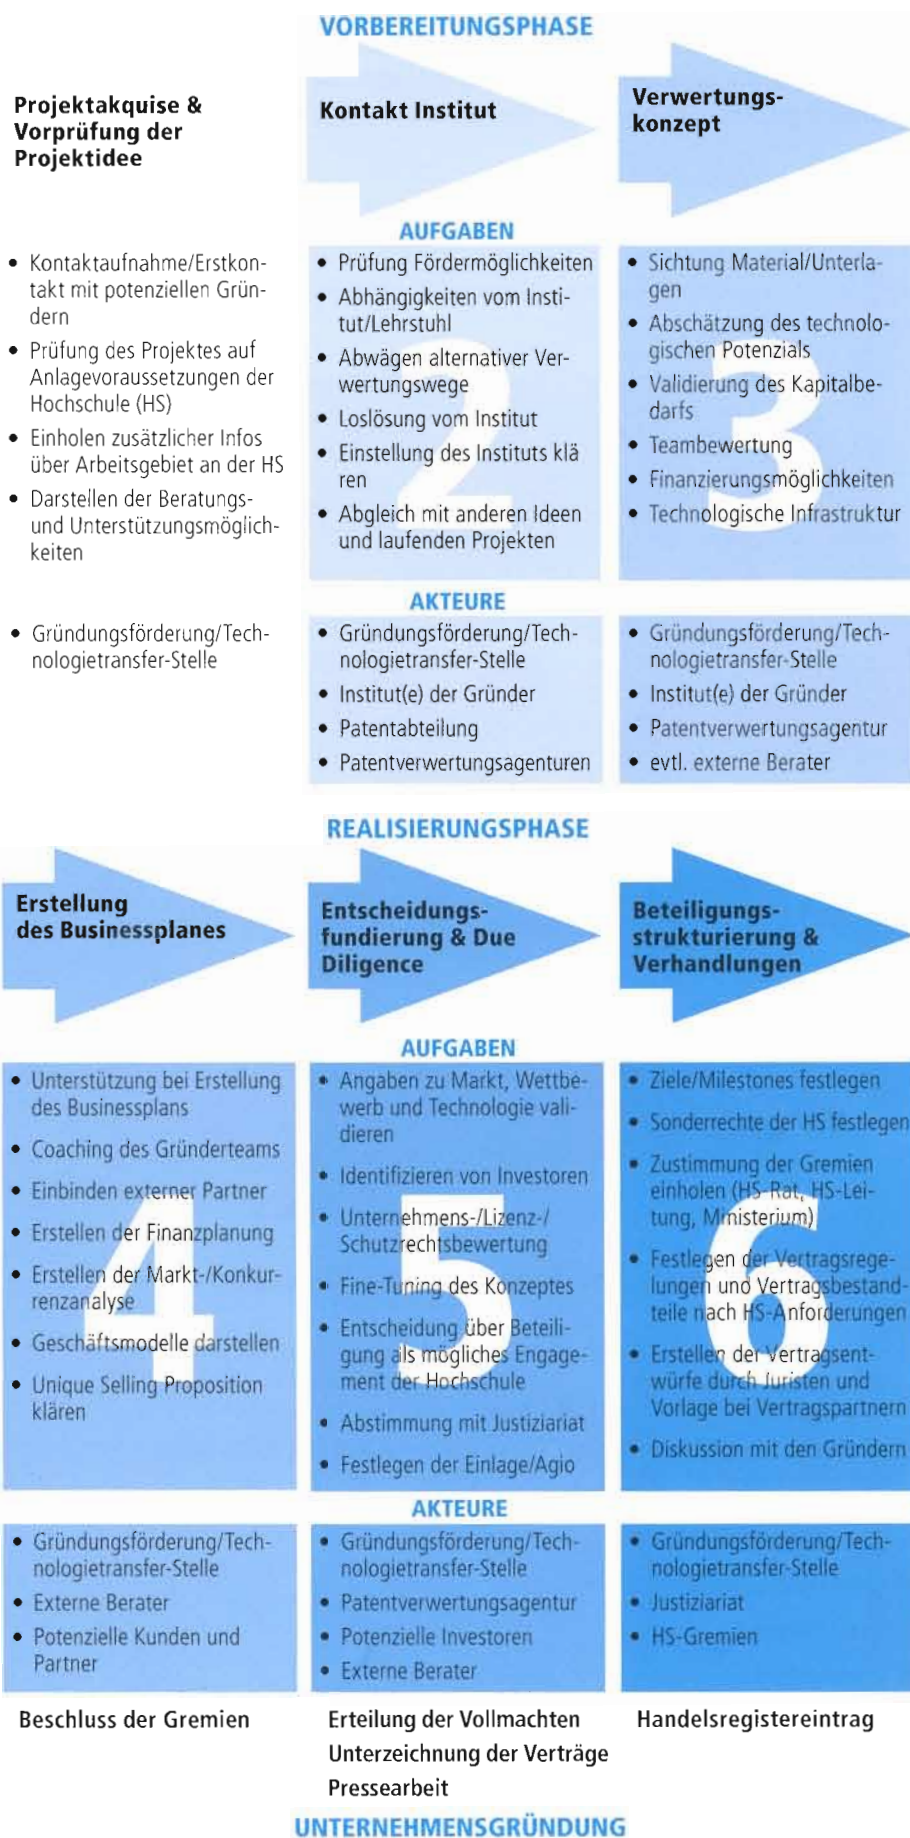 VORBEREITUNGSPHASE
Projektakquise &
Vorprüfung der
Projektidee
Kontakt Institut
Verwertungs-
konzept
AUFGABEN
• Kontaktaufnahme/Erstkon-
takt mit potenziellen Grün-
dern
• Prüfung des Projektes auf
Anlagevoraussetzungen der
Hochschule (HS)
• Einholen zusätzlicher Infos
über Arbeitsgebiet an der HS
• Darstellen der Beratungs-
und Unterstützungsmöglich-
keiten
2
• Prüfung Fördermöglichkeiten
• Abhängigkeiten vom Insti-
tut/Lehrstuhl
• Abwägen alternativer Ver-
wertungswege
• Loslösung vom Institut
• Einstellung des Instituts klä
ren
• Abgleich mit anderen Ideen
und laufenden Projekten
3
• Sichtung Material/Unterla-
gen
• Abschätzung des technolo-
gischen Potenzials
• Validierung des Kapitalbe-
darfs
• Teambewertung
• Finanzierungsmöglichkeiten
• Technologische Infrastruktur
AKTEURE
• Gründungsförderung/Tech-
nologietransfer-Stelle
• Gründungsförderung/Tech-
nologietransfer-Stelle
• Institut(e) der Gründer
• Patentabteilung
• Patentverwertungsagenturen
• Gründungsförderung/Tech-
nologietransfer-Stelle
• Institut(e) der Gründer
• Patentverwertungsagentur
• evtl. externe Berater
REALISIERUNGSPHASE
Erstellung
des Businessplanes
Entscheidungs-
fundierung & Due
Diligence
Beteiligungs-
strukturierung &
Verhandlungen
AUFGABEN
4
• Unterstützung bei Erstellung
des Businessplans
• Coaching des Gründerteams
• Einbinden externer Partner
• Erstellen der Finanzplanung
• Erstellen der Markt-/Konkur-
renzanalyse
• Geschäftsmodelle darstellen
• Unique Selling Proposition
klären
5
• Angaben zu Markt, Wettbe-
werb und Technologie vali-
dieren
• Identifizieren von Investoren
• Unternehmens-/Lizenz-/
Schutzrechtsbewertung
• Fine-Tuning des Konzeptes
• Entscheidung über Beteili-
gung als mögliches Engage-
ment der Hochschule
• Abstimmung mit Justiziariat
• Festlegen der Einlage/Agio
6
• Ziele/Milestones festlegen
• Sonderrechte der HS festlegen
• Zustimmung der Gremien
einholen (HS-Rat, HS-Lei-
tung, Ministerium)
• Festlegen der Vertragsrege-
lungen und Vertragsbestand-
teile nach HS-Anforderungen
• Erstellen der Vertragsent-
würfe durch Juristen und
Vorlage bei Vertragspartnern
• Diskussion mit den Gründern
AKTEURE
• Gründungsförderung/Tech-
nologietransfer-Stelle
• Externe Berater
• Potenzielle Kunden und
Partner
• Gründungsförderung/Tech-
nologietransfer-Stelle
• Patentverwertungsagentur
• Potenzielle Investoren
• Externe Berater
• Gründungsförderung/Tech-
nologietransfer-Stelle
• Justiziariat
• HS-Gremien
Beschluss der Gremien
Erteilung der Vollmachten
Unterzeichnung der Verträge
Pressearbeit
Handelsregistereintrag
UNTERNEHMENSGRÜNDUNG